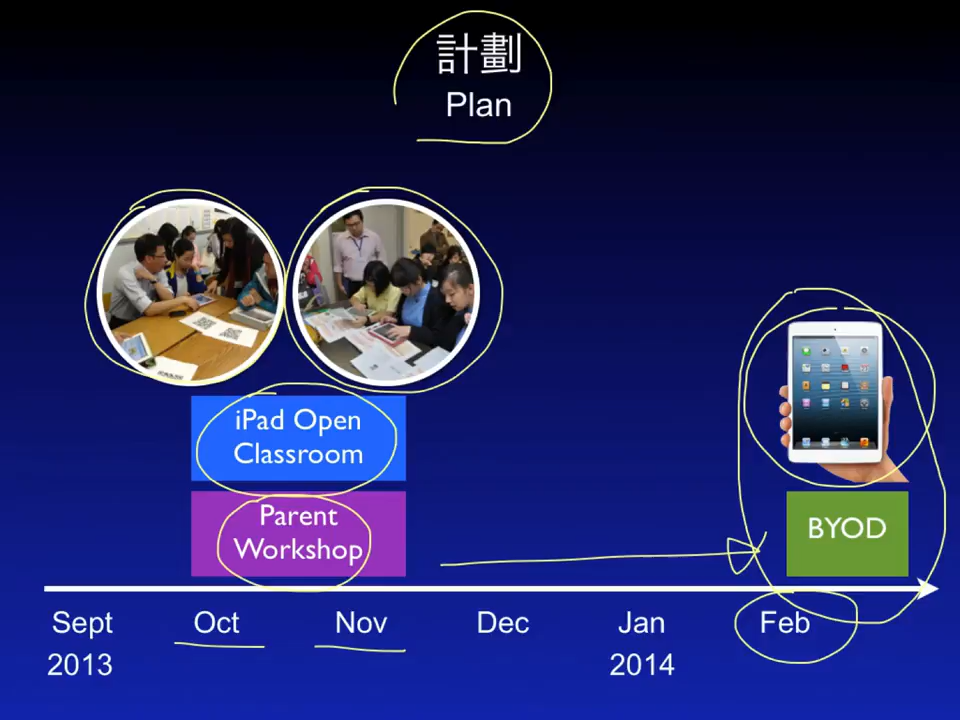 計劃
Plan
iPad Open
Classroom
Parent
Workshop
BYOD
Sept Oct Nov Dec Jan Feb
2013 2014